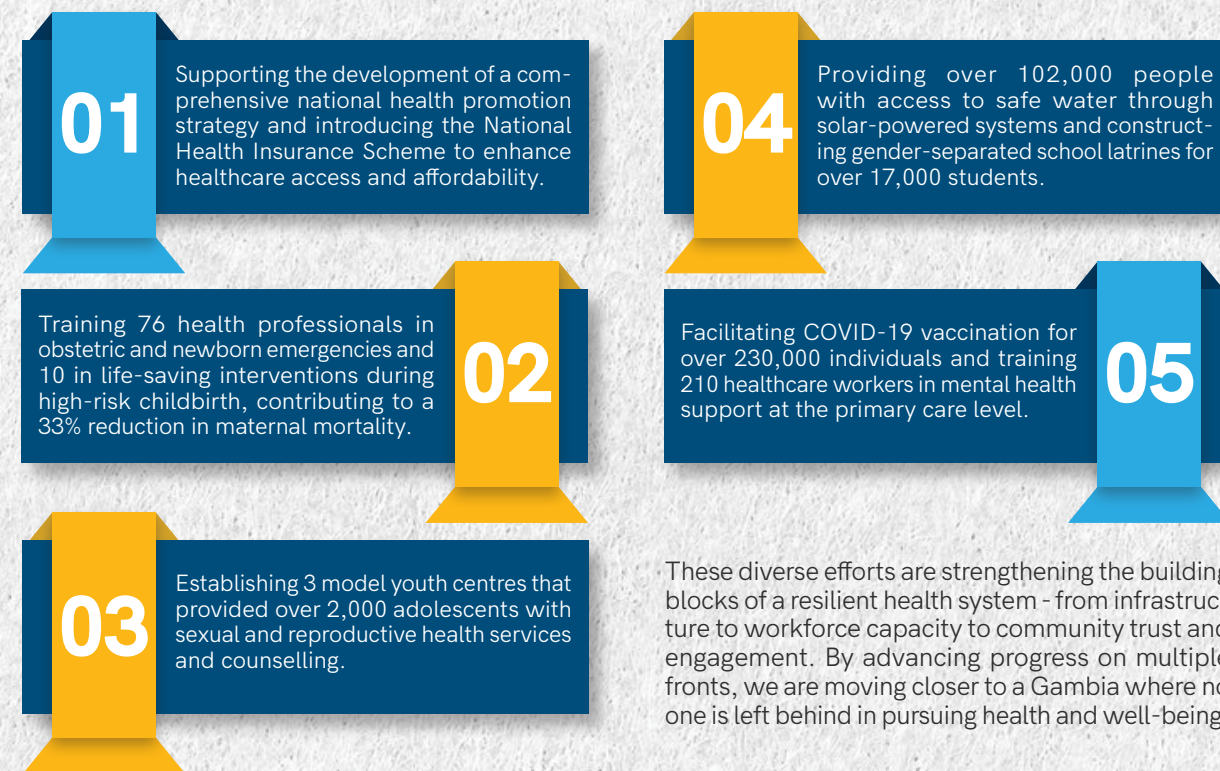 01
Supporting the development of a com-
prehensive national health promotion
strategy and introducing the National
Health Insurance Scheme to enhance
healthcare access and affordability.
Training 76 health professionals in
obstetric and newborn emergencies and
10 in life-saving interventions during
high-risk childbirth, contributing to a
33% reduction in maternal mortality.
02
03
Establishing 3 model youth centres that
provided over 2,000 adolescents with
sexual and reproductive health services
and counselling.
04
Providing over 102,000 people
with access to safe water through
solar-powered systems and construct-
ing gender-separated school latrines for
over 17,000 students.
Facilitating COVID-19 vaccination for
over 230,000 individuals and training
210 healthcare workers in mental health
support at the primary care level.
05
These diverse efforts are strengthening the building
blocks of a resilient health system - from infrastruc
ture to workforce capacity to community trust and
engagement. By advancing progress on multiple
fronts, we are moving closer to a Gambia where no
one is left behind in pursuing health and well-being